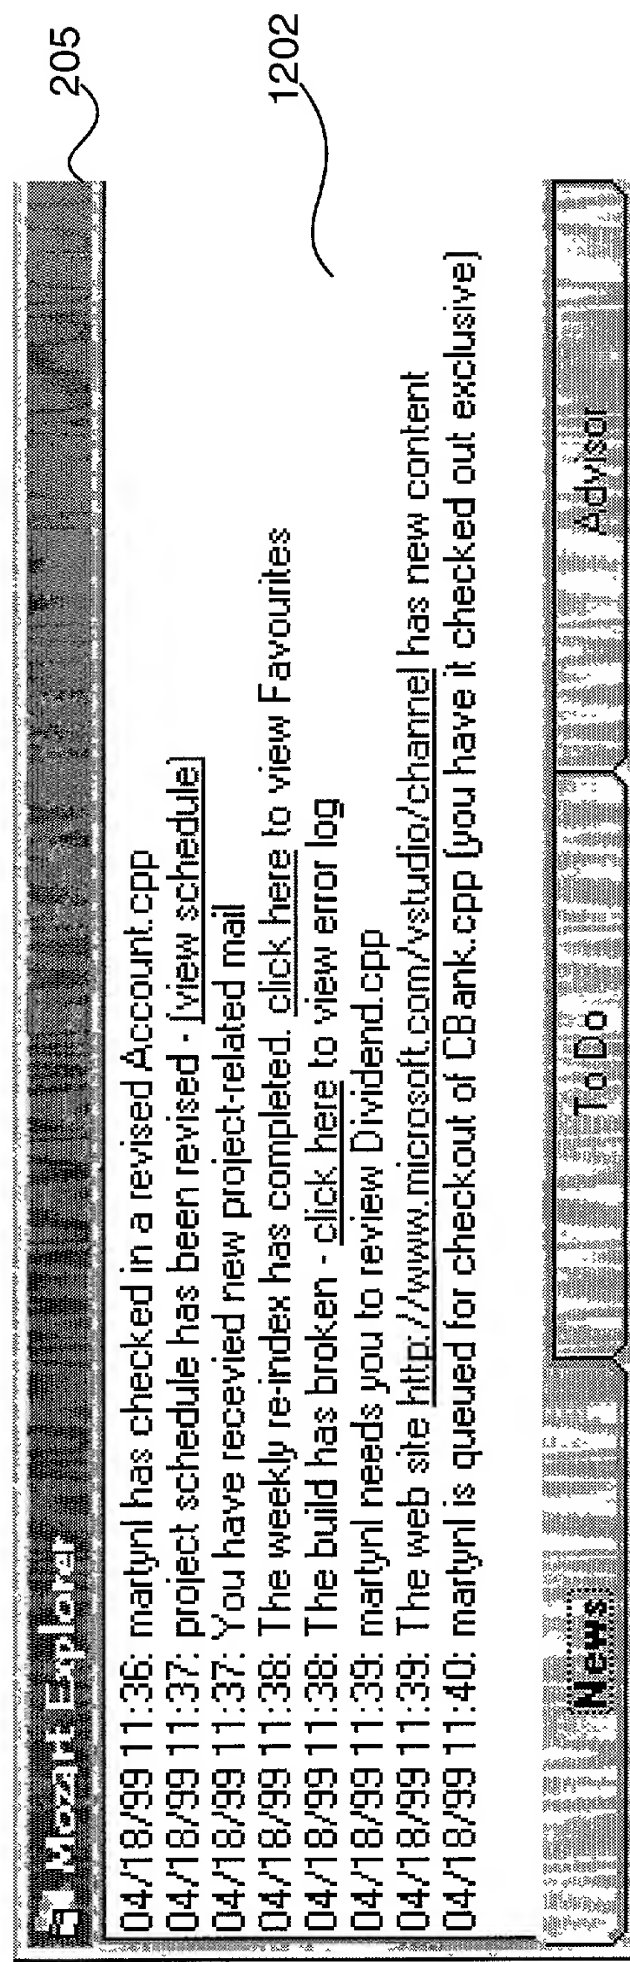 205
1202
Mozart Explorer
04/18/99 11:36: martynl has checked in a revised Account.cpp
04/18/99 11:37: project schedule has been revised - (view schedule)
04/18/99 11:37: You have recevied new project-related mail
04/18/99 11:38: The weekly re-index has completed. click here to view Favourites
04/18/99 11:38: The build has broken - click here to view error log
04/18/99 11:39: martynl needs you to review Dividend.cpp
04/18/99 11:39: The web site http://www.microsoft.com/vstudio/channel has new content
04/18/99 11:40: martynl is queued for checkout of CBank.cpp (you have it checked out exclusive)
News To Do Advisor